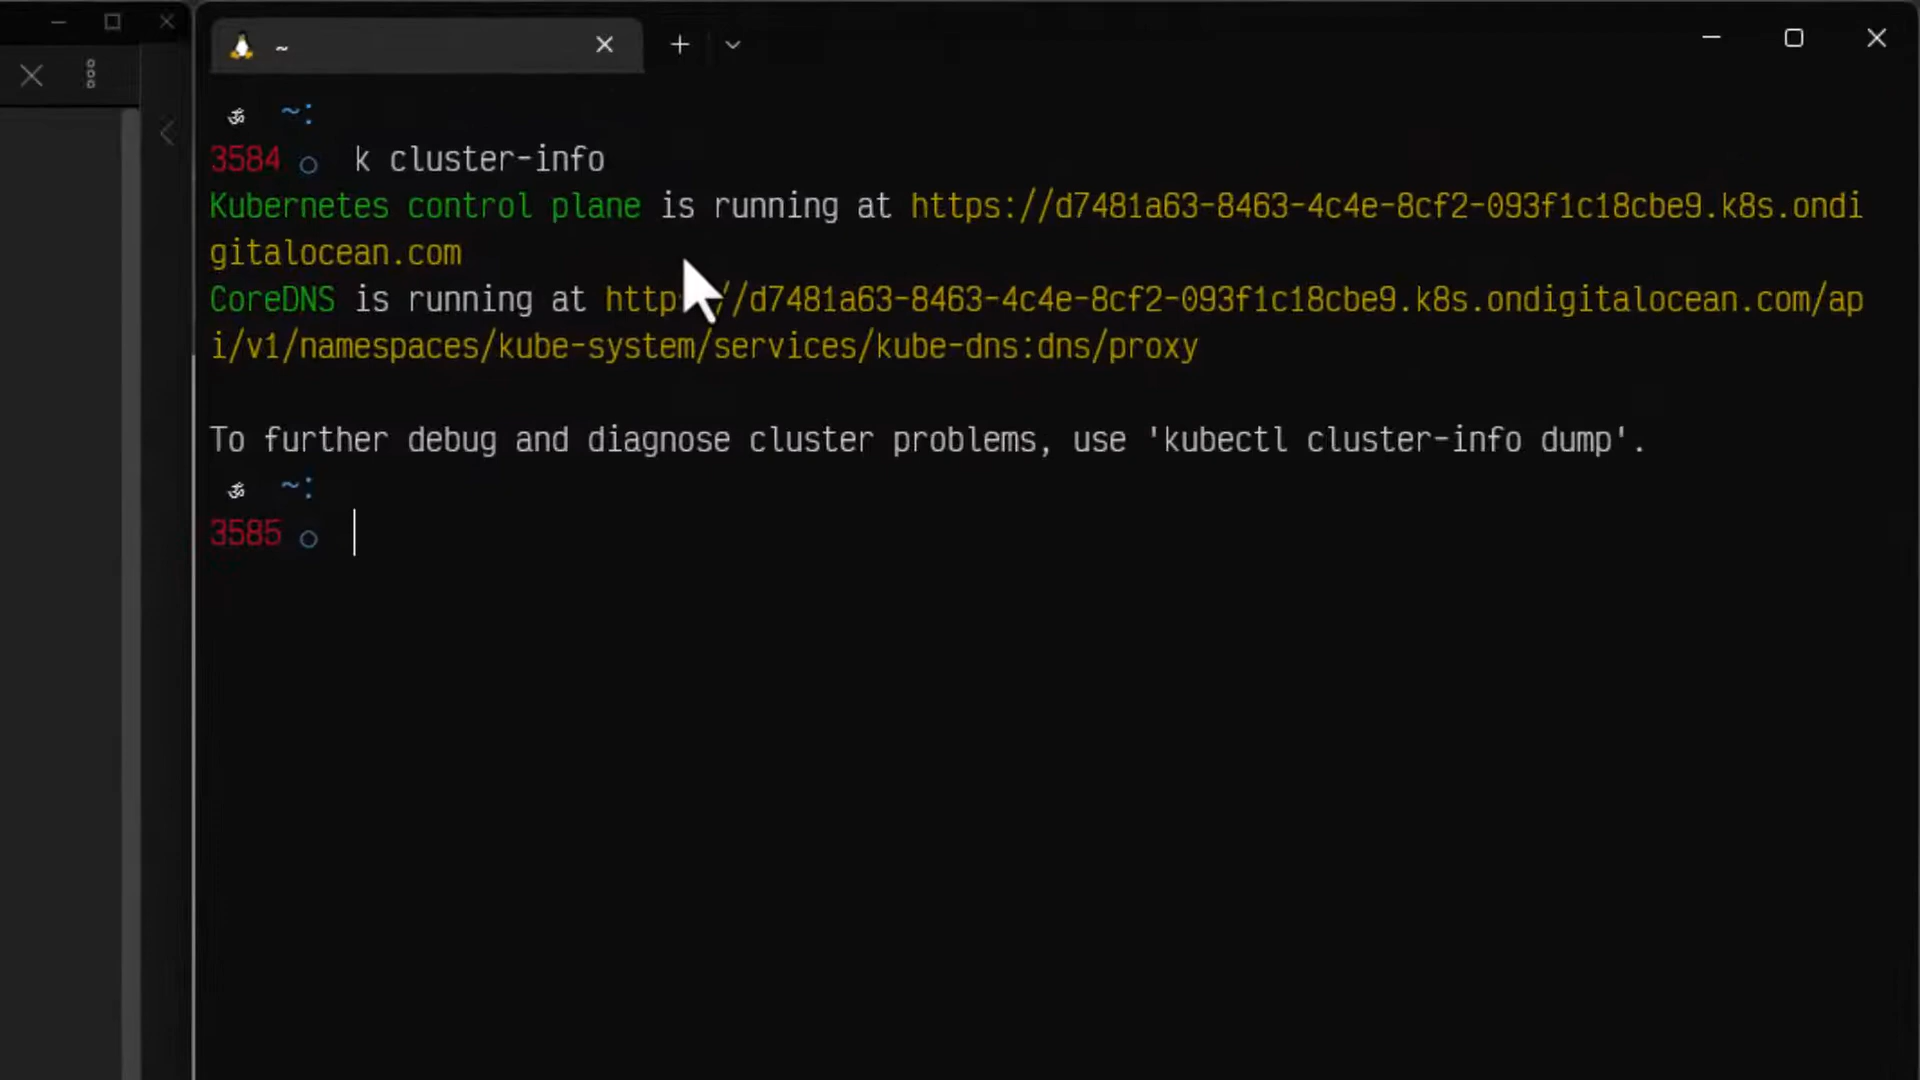 ~
ॐ ~:
3584 ○ k cluster-info
Kubernetes control plane is running at https://d7481a63-8463-4c4e-8cf2-093f1c18cbe9.k8s.ondi
gitalocean.com
CoreDNS is running at http //d7481a63-8463-4c4e-8cf2-093f1c18cbe9.k8s.ondigitalocean.com/ap
i/v1/namespaces/kube-system/services/kube-dns:dns/proxy
To further debug and diagnose cluster problems, use 'kubectl cluster-info dump'.
ॐ ~:
3585 ○